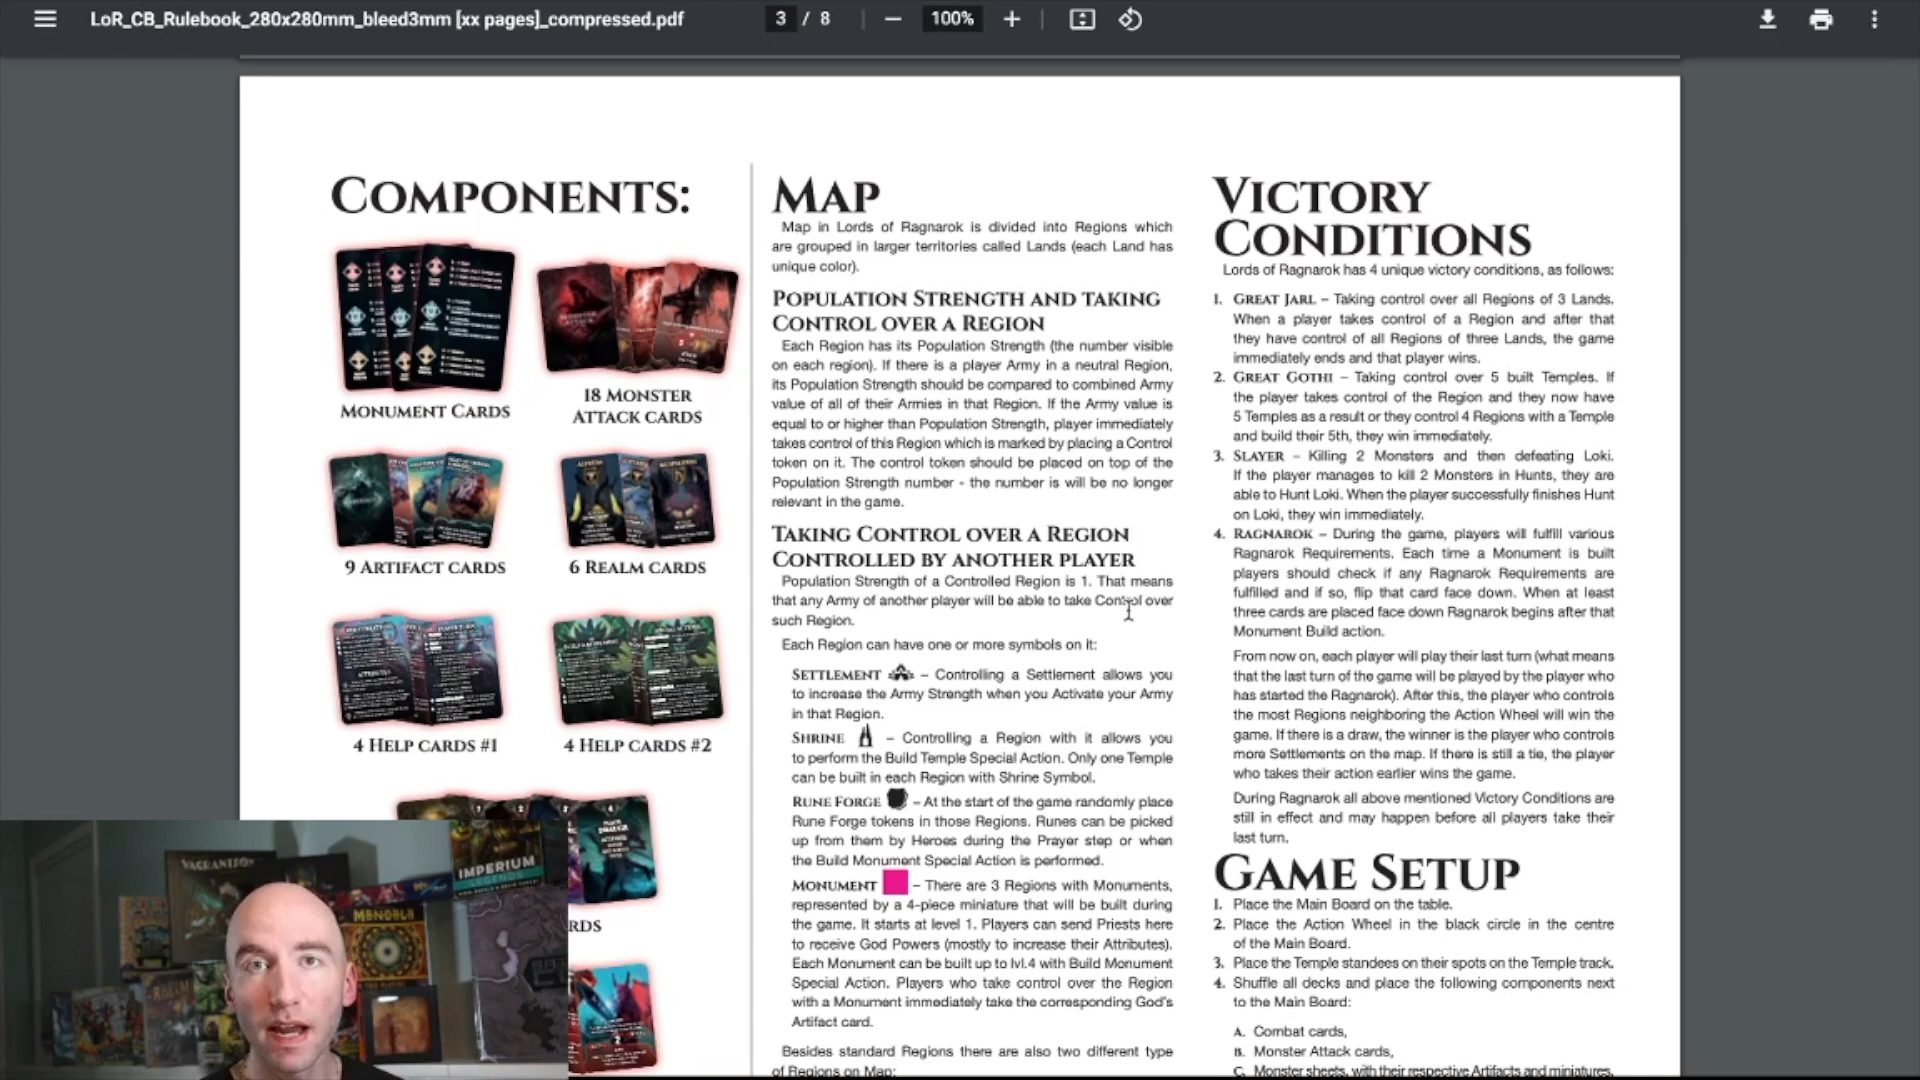 LoR_CB_Rulebook_280x280mm_bleed3mm [xx pages]_compressed.pdf
3 / 8
100%
Components:
Monument Cards
18 Monster
Attack cards
9 Artifact cards
6 Realm cards
4 Help cards #1
4 Help cards #2
RDS
VAGRANTSONG
IMPERIUM
LEGENDS
MANDALA
Map
Map in Lords of Ragnarok is divided into Regions which
are grouped in larger territories called Lands (each Land has
unique color).
Population Strength and taking
Control over a Region
Each Region has its Population Strength (the number visible
on each region). If there is a player Army in a neutral Region,
its Population Strength should be compared to combined Army
value of all of their Armies in that Region. If the Army value is
equal to or higher than Population Strength, player immediately
takes control of this Region which is marked by placing a Control
token on it. The control token should be placed on top of the
Population Strength number - the number is will be no longer
relevant in the game.
Taking Control over a Region
Controlled by another player
Population Strength of a Controlled Region is 1. That means
that any Army of another player will be able to take Control over
such Region.
Each Region can have one or more symbols on it:
Settlement – Controlling a Settlement allows you
to increase the Army Strength when you Activate your Army
in that Region.
Shrine – Controlling a Region with it allows you
to perform the Build Temple Special Action. Only one Temple
can be built in each Region with Shrine Symbol.
Rune Forge – At the start of the game randomly place
Rune Forge tokens in those Regions. Runes can be picked
up from them by Heroes during the Prayer step or when
the Build Monument Special Action is performed.
Monument – There are 3 Regions with Monuments,
represented by a 4-piece miniature that will be built during
the game. It starts at level 1. Players can send Priests here
to receive God Powers (mostly to increase their Attributes).
Each Monument can be built up to lvl.4 with Build Monument
Special Action. Players who take control over the Region
with a Monument immediately take the corresponding God's
Artifact card.
Besides standard Regions there are also two different type
of Regions on Map:
Victory
Conditions
Lords of Ragnarok has 4 unique victory conditions, as follows:
1. Great Jarl – Taking control over all Regions of 3 Lands.
When a player takes control of a Region and after that
they have control of all Regions of three Lands, the game
immediately ends and that player wins.
2. Great Gothi – Taking control over 5 built Temples. If
the player takes control of the Region and they now have
5 Temples as a result or they control 4 Regions with a Temple
and build their 5th, they win immediately.
3. Slayer – Killing 2 Monsters and then defeating Loki.
If the player manages to kill 2 Monsters in Hunts, they are
able to Hunt Loki. When the player successfully finishes Hunt
on Loki, they win immediately.
4. Ragnarok – During the game, players will fulfill various
Ragnarok Requirements. Each time a Monument is built
players should check if any Ragnarok Requirements are
fulfilled and if so, flip that card face down. When at least
three cards are placed face down Ragnarok begins after that
Monument Build action.
From now on, each player will play their last turn (what means
that the last turn of the game will be played by the player who
has started the Ragnarok). After this, the player who controls
the most Regions neighboring the Action Wheel will win the
game. If there is a draw, the winner is the player who controls
more Settlements on the map. If there is still a tie, the player
who takes their action earlier wins the game.
During Ragnarok all above mentioned Victory Conditions are
still in effect and may happen before all players take their
last turn.
Game Setup
1. Place the Main Board on the table.
2. Place the Action Wheel in the black circle in the centre
of the Main Board.
3. Place the Temple standees on their spots on the Temple track.
4. Shuffle all decks and place the following components next
to the Main Board:
A. Combat cards,
B. Monster Attack cards,
C. Monster sheets, with their respective Artifacts and miniatures,